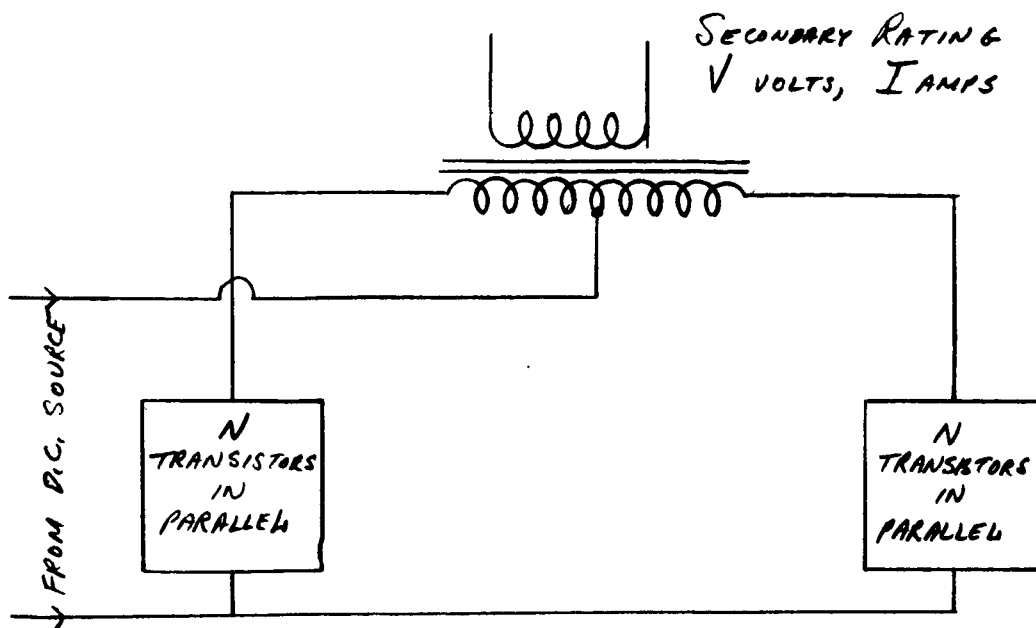 SECONDARY RATING
V VOLTS, I AMPS
FROM D.C. SOURCE
N
TRANSISTORS
IN
PARALLEL
N
TRANSISTORS
IN
PARALLEL